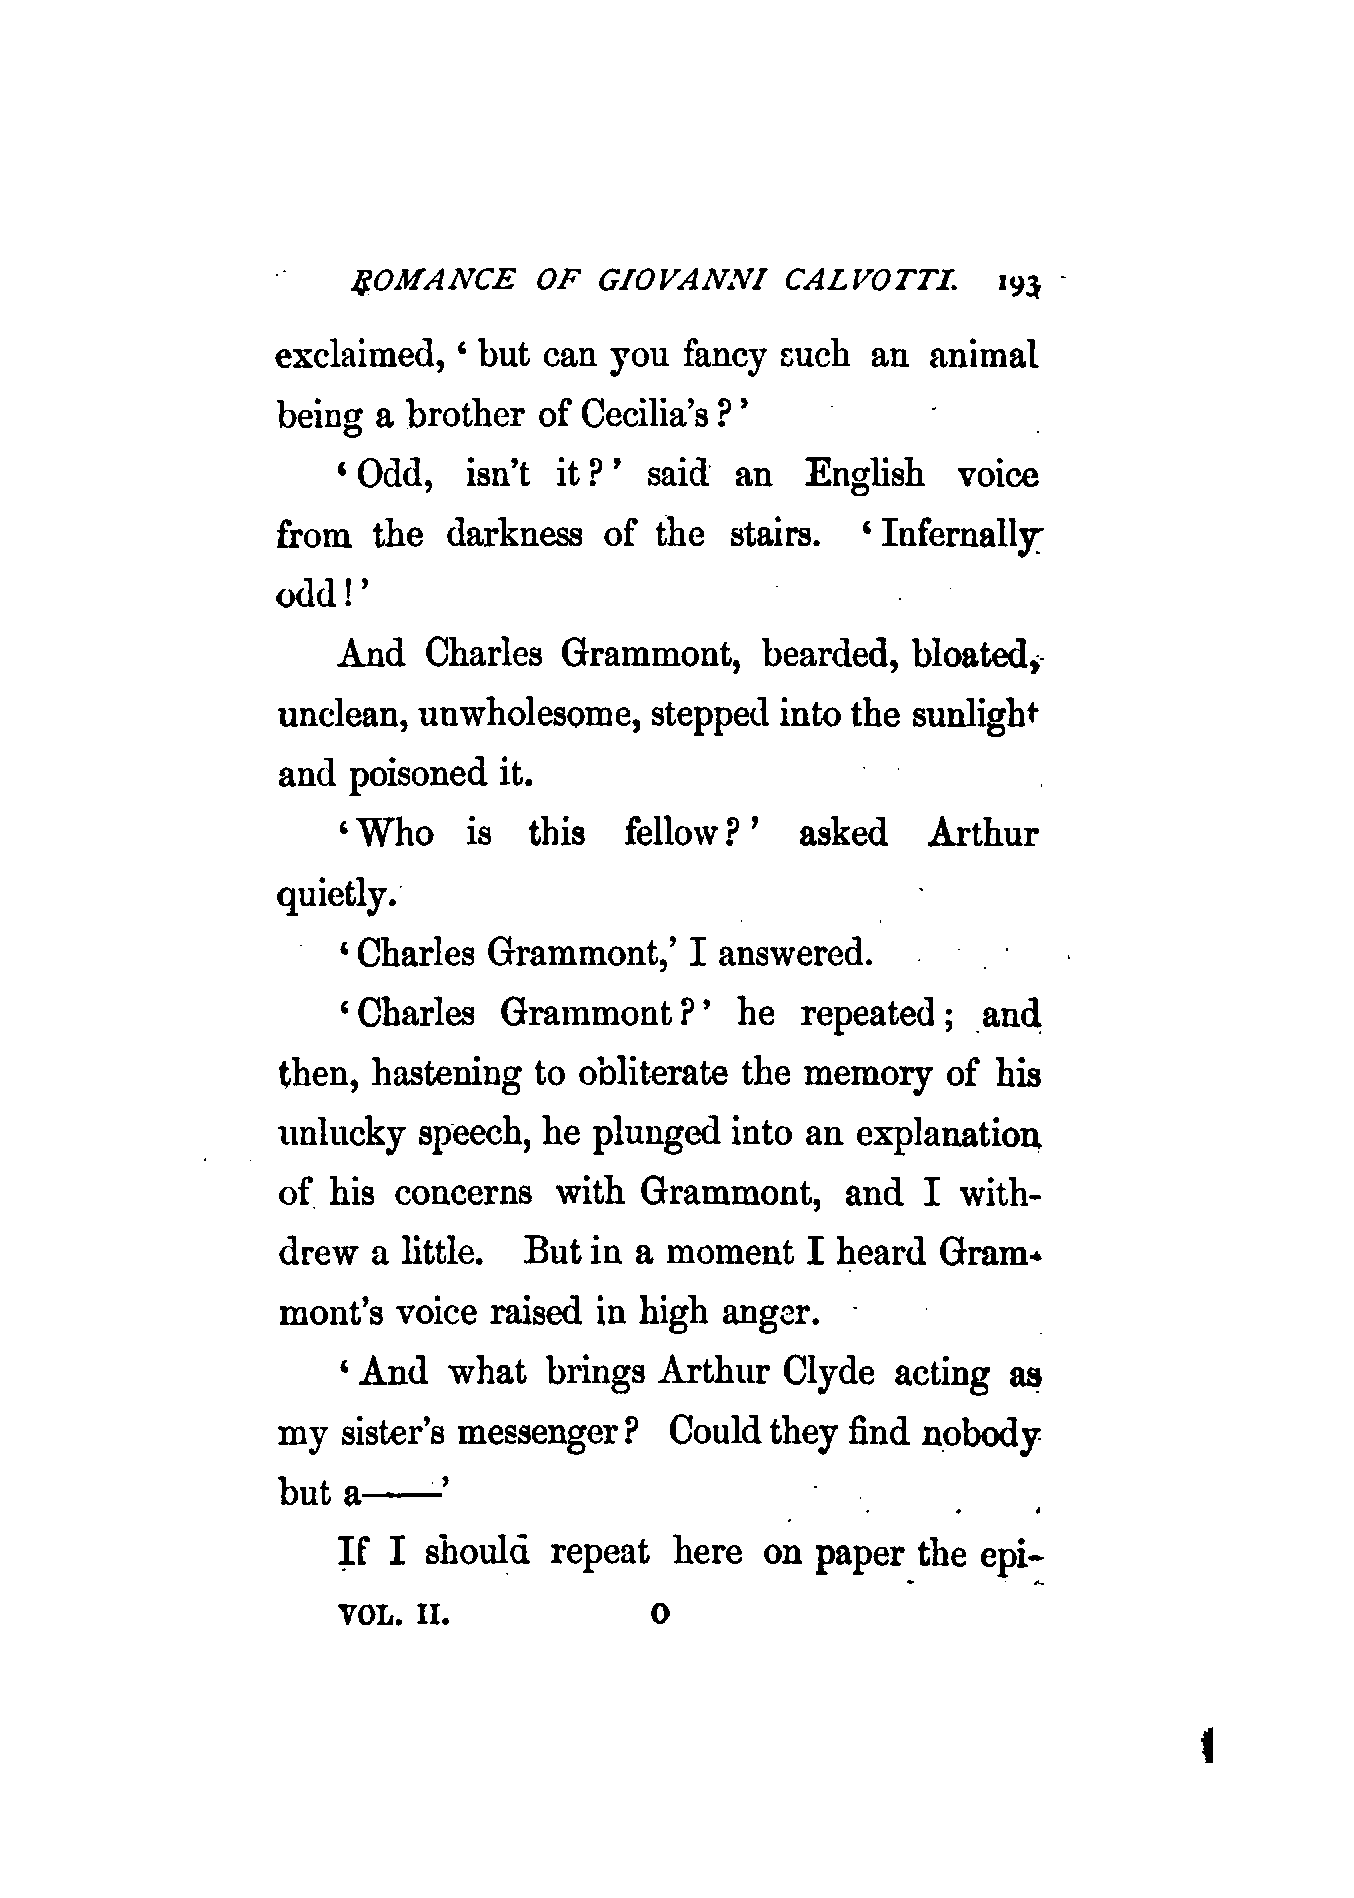 ROMANCE OF GIOVANNI CALVOTTI. 193
exclaimed, ‘ but can you fancy such an animal
being a brother of Cecilia’s ? ’
‘ Odd, isn’t it ? ’ said an English voice
from the darkness of the stairs. ‘ Infernally
odd ! ’
And Charles Grammont, bearded, bloated,
unclean, unwholesome, stepped into the sunlight
and poisoned it.
‘ Who is this fellow ? ’ asked Arthur
quietly.
‘ Charles Grammont,’ I answered.
‘ Charles Grammont ? ’ he repeated ; and
then, hastening to obliterate the memory of his
unlucky speech, he plunged into an explanation
of his concerns with Grammont, and I with-
drew a little. But in a moment I heard Gram-
mont’s voice raised in high anger.
‘ And what brings Arthur Clyde acting as
my sister’s messenger ? Could they find nobody
but a——’
If I should repeat here on paper the epi-
VOL. II. O